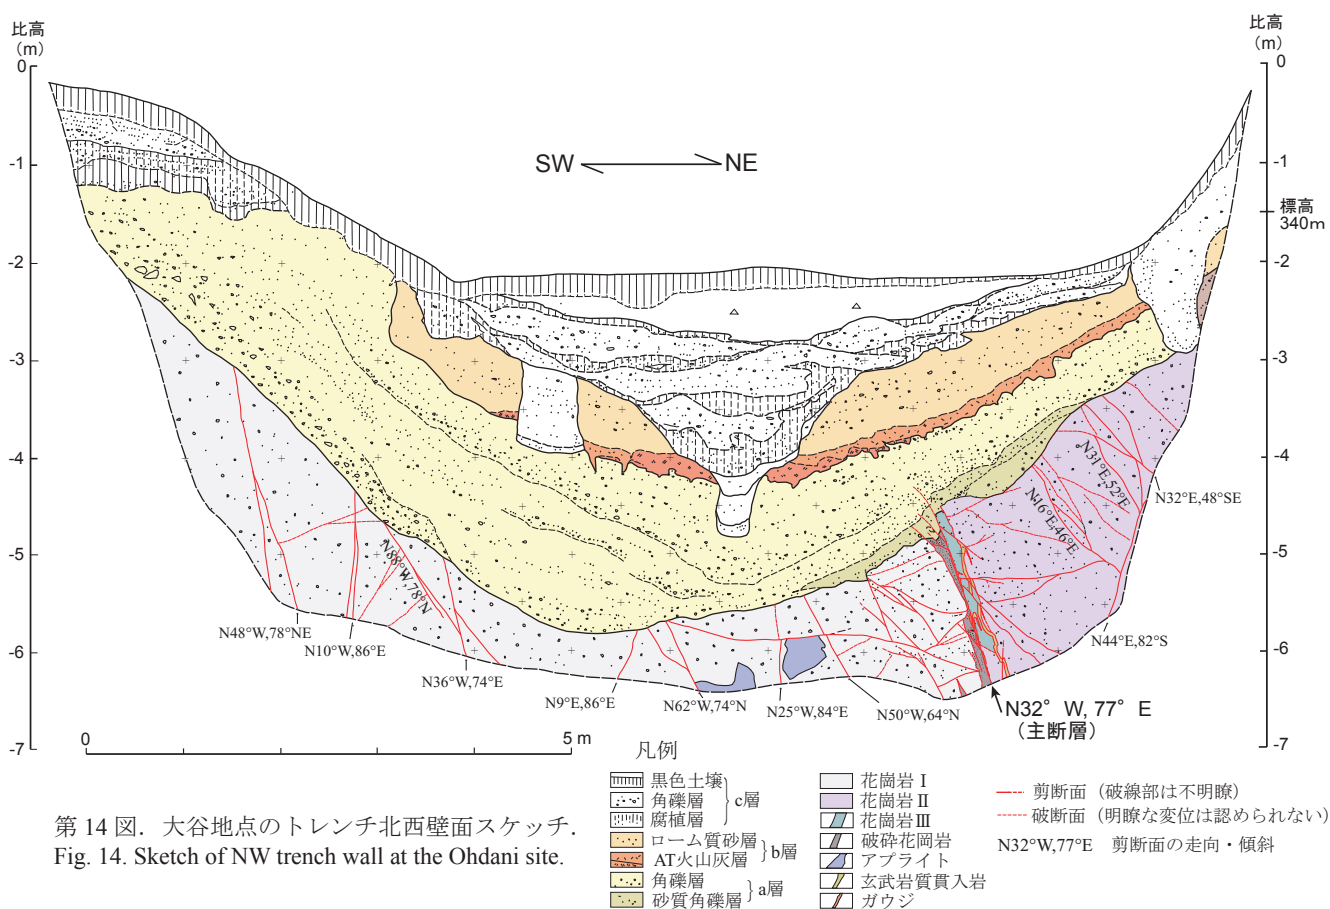 比高
(m)
0
-1
-2
-3
-4
-5
-6
-7
比高
(m)
0
-1
標高
340m
-2
-3
-4
-5
-6
-7
SW
NE
N48°W,78°NE
N10°W,86°E
N88°W,78°N
N36°W,74°E
N9°E,86°E
N62°W,74°N
N25°W,84°E
N50°W,64°N
N32° W, 77° E
(主断層)
N44°E,82°S
N16°E,46°E
N31°E,52°E
N32°E,48°SE
0
5 m
凡例
黒色土壌
角礫層
腐植層
c層
ローム質砂層
AT火山灰層
b層
角礫層
砂質角礫層
a層
花崗岩 I
花崗岩 II
花崗岩 III
破砕花岡岩
アプライト
玄武岩質貫入岩
ガウジ
剪断面(破線部は不明瞭)
破断面(明瞭な変位は認められない)
N32°W,77°E 剪断面の走向・傾斜
第 14 図. 大谷地点のトレンチ北西壁面スケッチ.
Fig. 14. Sketch of NW trench wall at the Ohdani site.